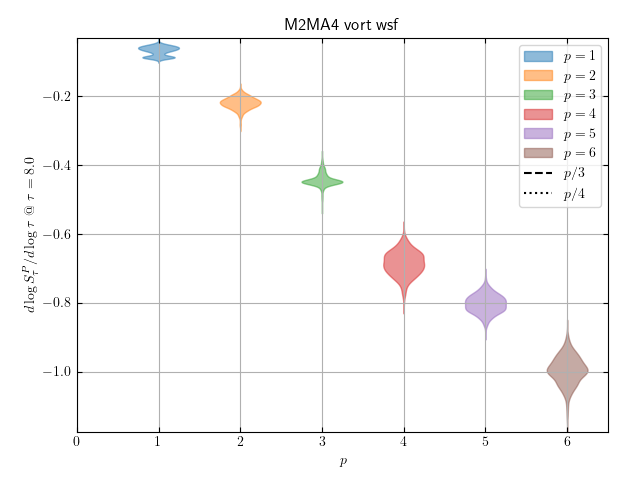 M2MA4 vort wsf
d log S_τ^P / d log τ @ τ = 8.0
−0.2
−0.4
−0.6
−0.8
−1.0
0 1 2 3 4 5 6
p
p = 1
p = 2
p = 3
p = 4
p = 5
p = 6
p/3
p/4